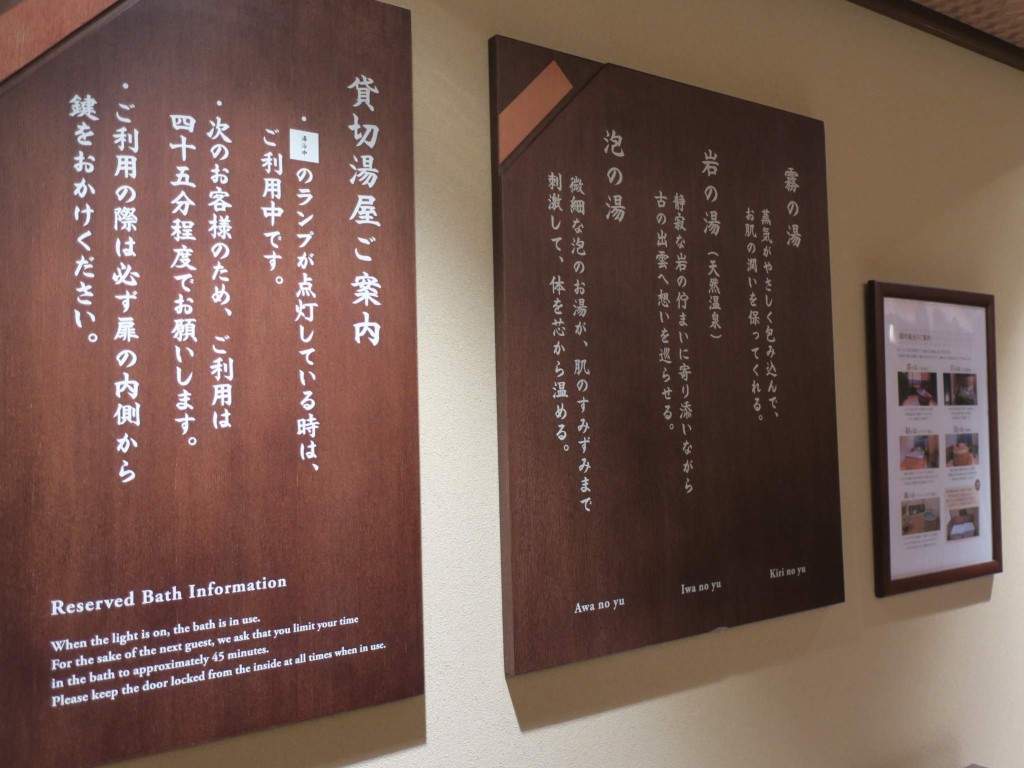 貸切湯屋ご案内
・入浴中のランプが点灯している時は、
ご利用中です。
・次のお客様のため、ご利用は
四十五分程度でお願いします。
・ご利用の際は必ず扉の内側から
鍵をおかけください。
Reserved Bath Information
When the light is on, the bath is in use.
For the sake of the next guest, we ask that you limit your time
in the bath to approximately 45 minutes.
Please keep the door locked from the inside at all times when in use.
霧の湯
蒸気がやさしく包み込んで、
お肌の潤いを保ってくれる。
岩の湯（天然温泉）
静寂な岩の佇まいに寄り添いながら
古の出雲へ想いを巡らせる。
泡の湯
微細な泡のお湯が、肌のすみずみまで
刺激して、体を芯から温める。
Awa no yu
Iwa no yu
Kiri no yu